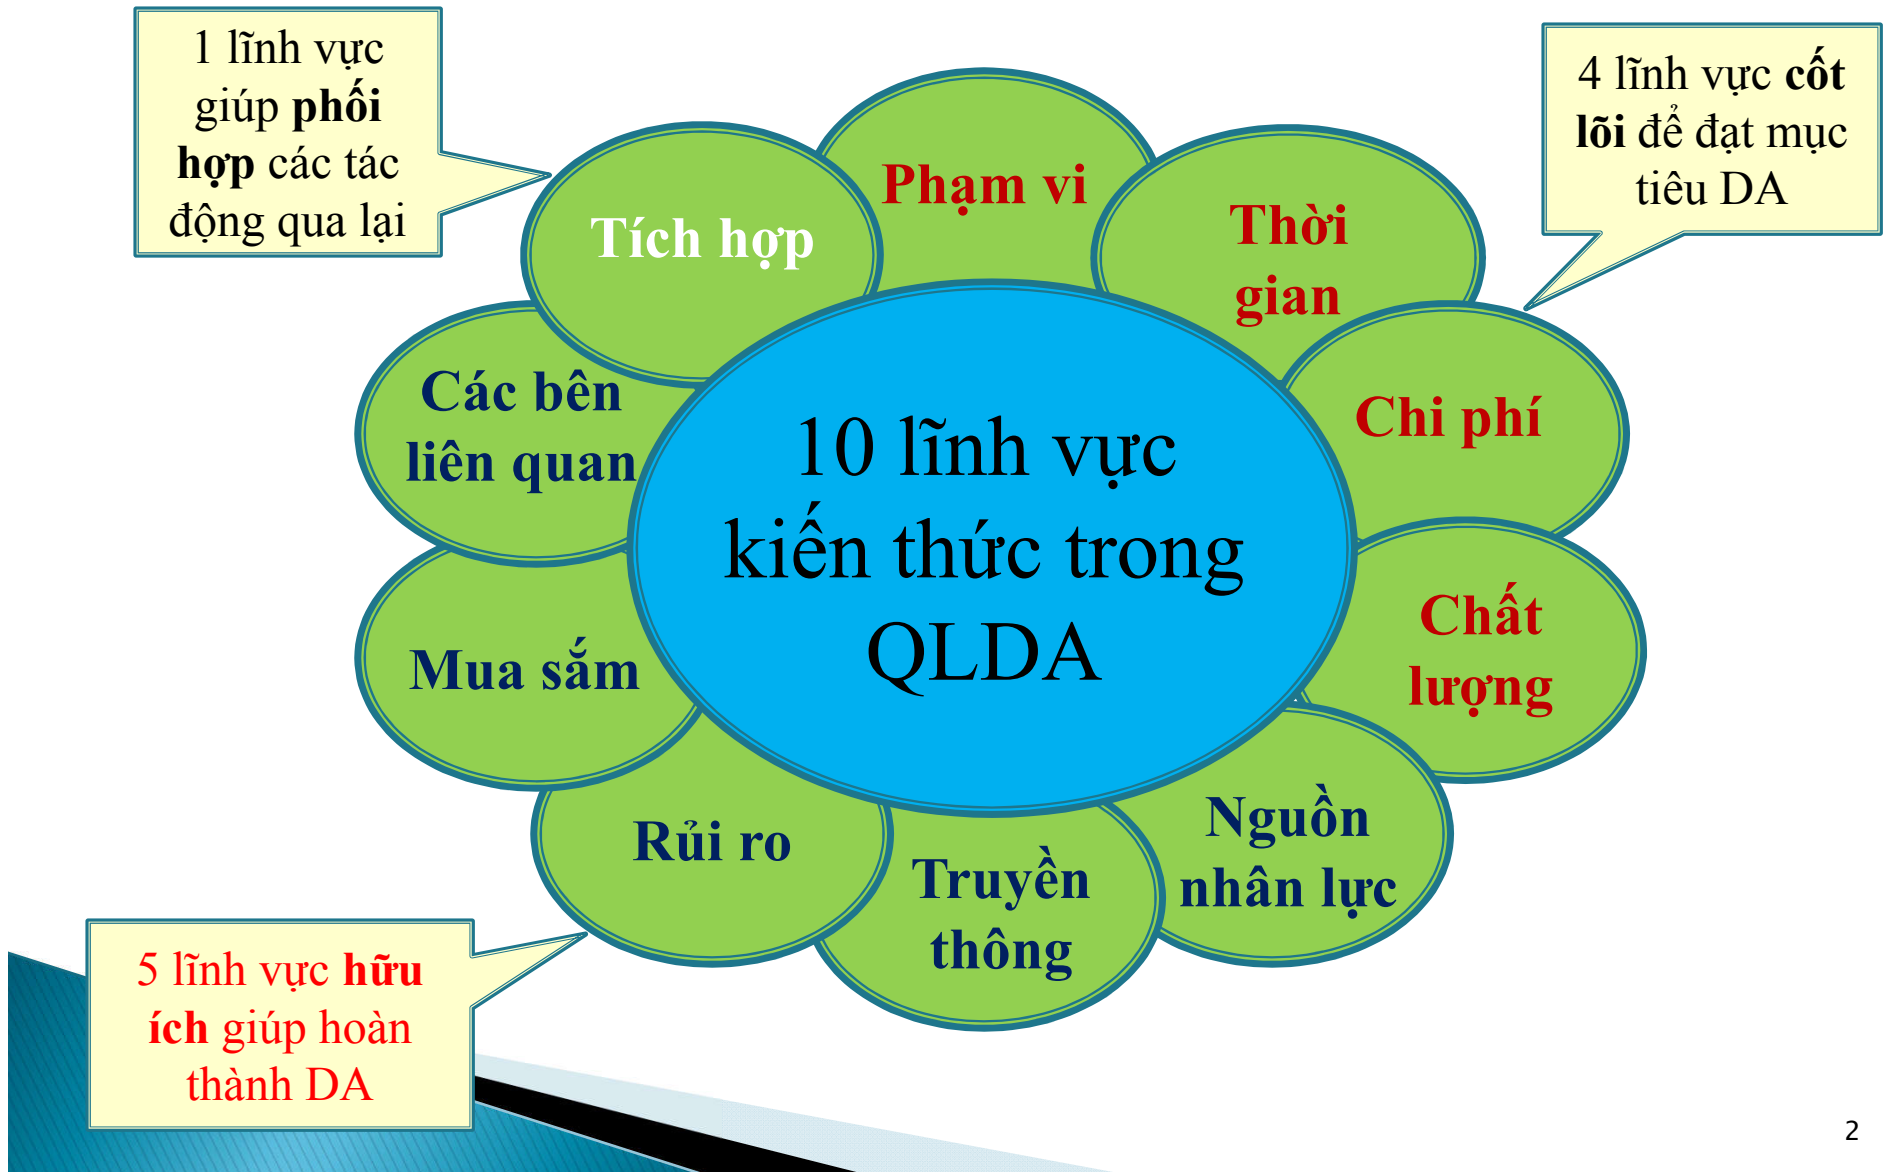 1 lĩnh vực
giúp phối
hợp các tác
động qua lại
4 lĩnh vực cốt
lõi để đạt mục
tiêu DA
Tích hợp
Phạm vi
Thời
gian
Chi phí
Chất
lượng
Nguồn
nhân lực
Truyền
thông
Rủi ro
Mua sắm
Các bên
liên quan
10 lĩnh vực
kiến thức trong
QLDA
5 lĩnh vực hữu
ích giúp hoàn
thành DA
2